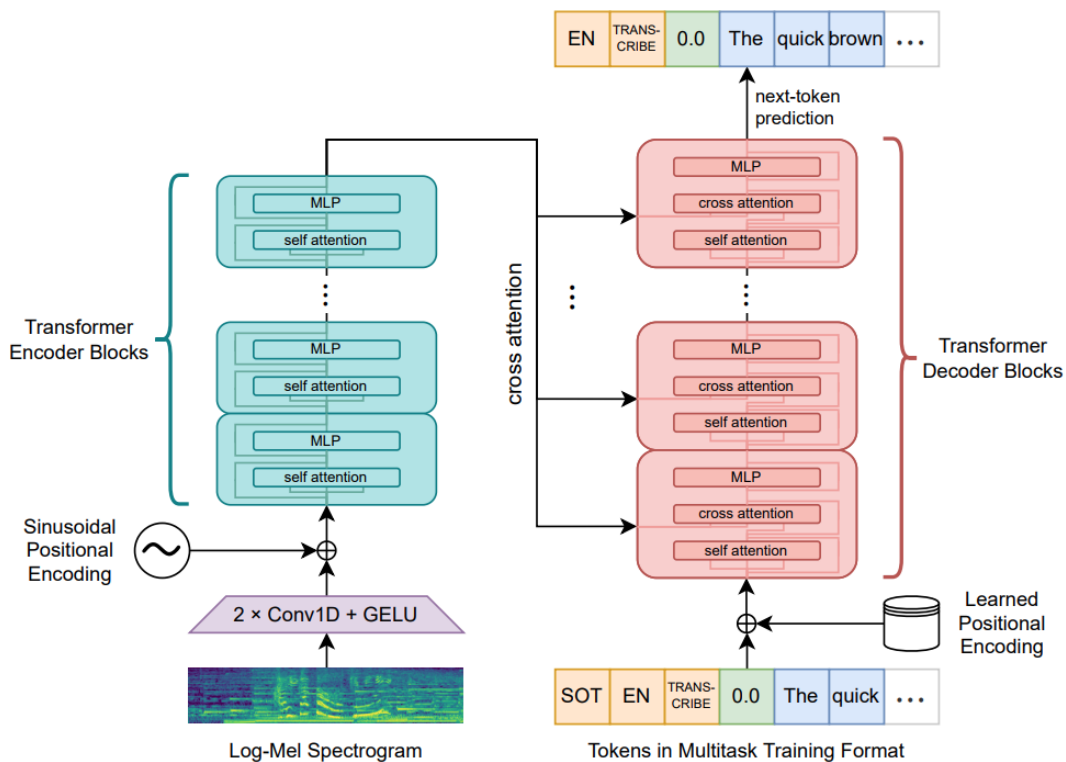 EN TRANS-CRIBE 0.0 The quick brown ...
next-token
prediction
MLP
cross attention
self attention
MLP
self attention
...
...
...
Transformer
Encoder Blocks
MLP
self attention
MLP
self attention
cross attention
MLP
cross attention
self attention
MLP
cross attention
self attention
Transformer
Decoder Blocks
Sinusoidal
Positional
Encoding
2 × Conv1D + GELU
Learned
Positional
Encoding
SOT EN TRANS-CRIBE 0.0 The quick ...
Log-Mel Spectrogram
Tokens in Multitask Training Format